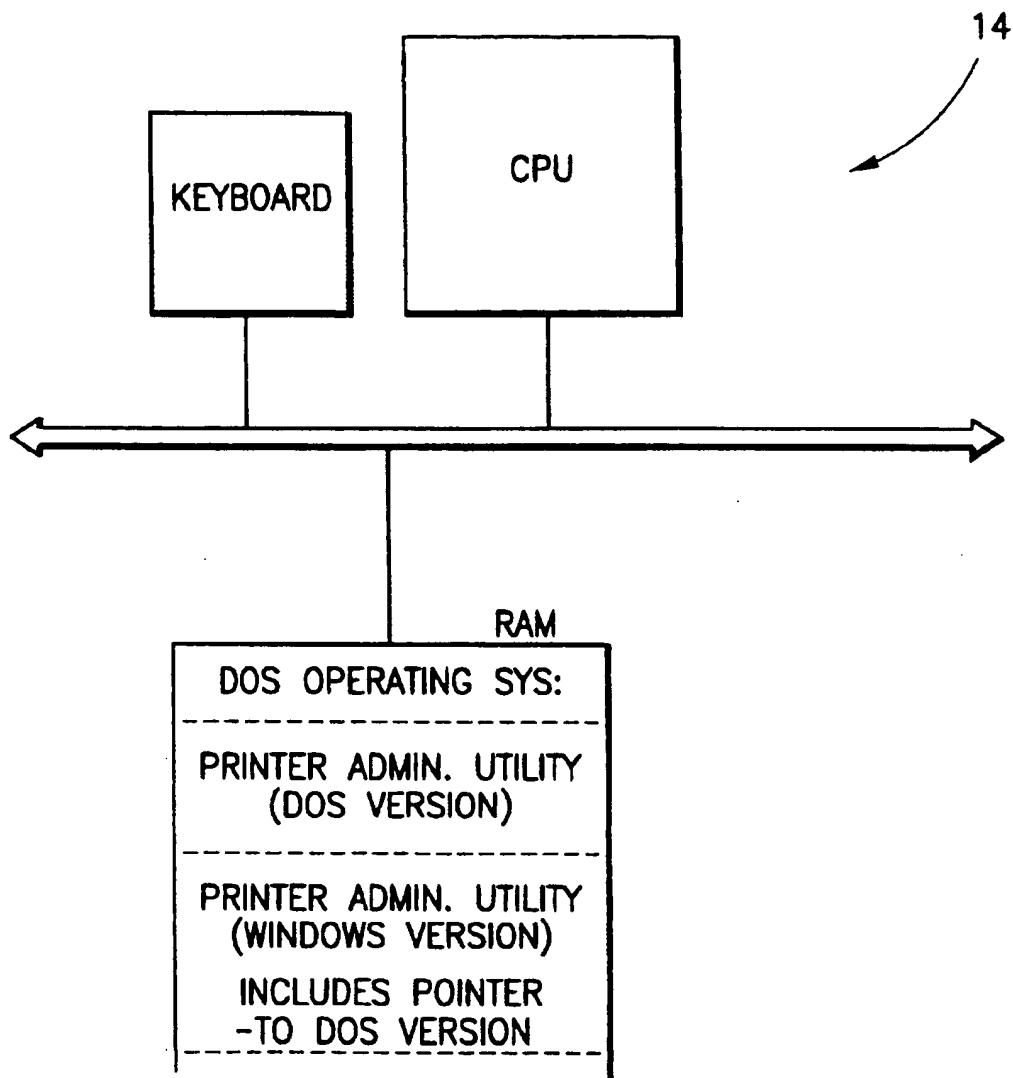 14
KEYBOARD
CPU
RAM
DOS OPERATING SYS:
PRINTER ADMIN. UTILITY
(DOS VERSION)
PRINTER ADMIN. UTILITY
(WINDOWS VERSION)
INCLUDES POINTER
-TO DOS VERSION